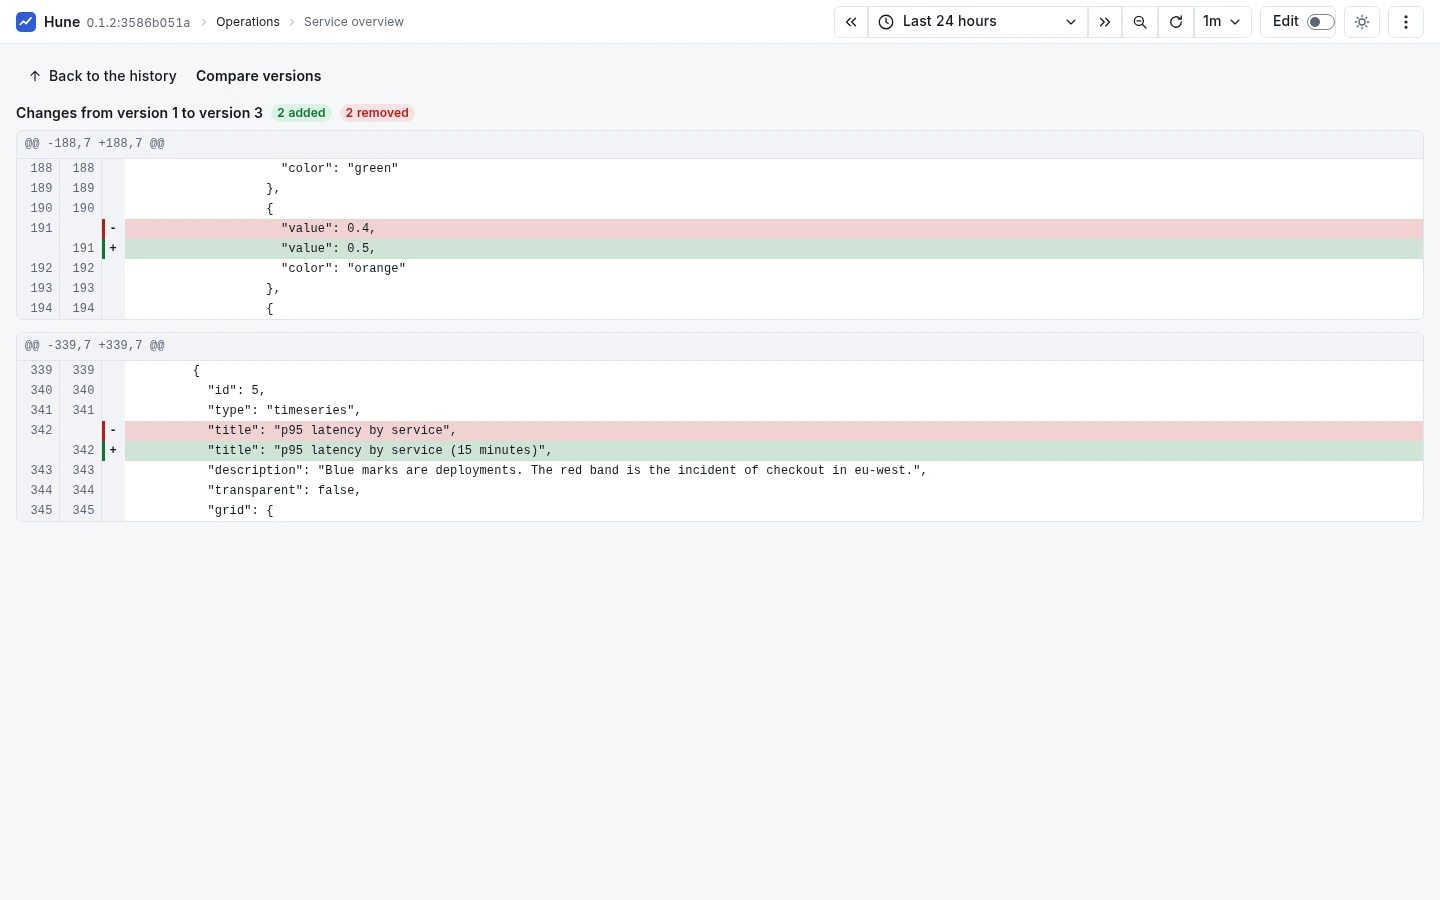 Hune 0.1.2:3586b051a Operations Service overview Last 24 hours 1m Edit
Back to the history Compare versions
Changes from version 1 to version 3 2 added 2 removed
@@ -188,7 +188,7 @@
188 188 "color": "green"
189 189 },
190 190 {
191 - "value": 0.4,
191 + "value": 0.5,
192 192 "color": "orange"
193 193 },
194 194 {
@@ -339,7 +339,7 @@
339 339 {
340 340 "id": 5,
341 341 "type": "timeseries",
342 - "title": "p95 latency by service",
342 + "title": "p95 latency by service (15 minutes)",
343 343 "description": "Blue marks are deployments. The red band is the incident of checkout in eu-west.",
344 344 "transparent": false,
345 345 "grid": {